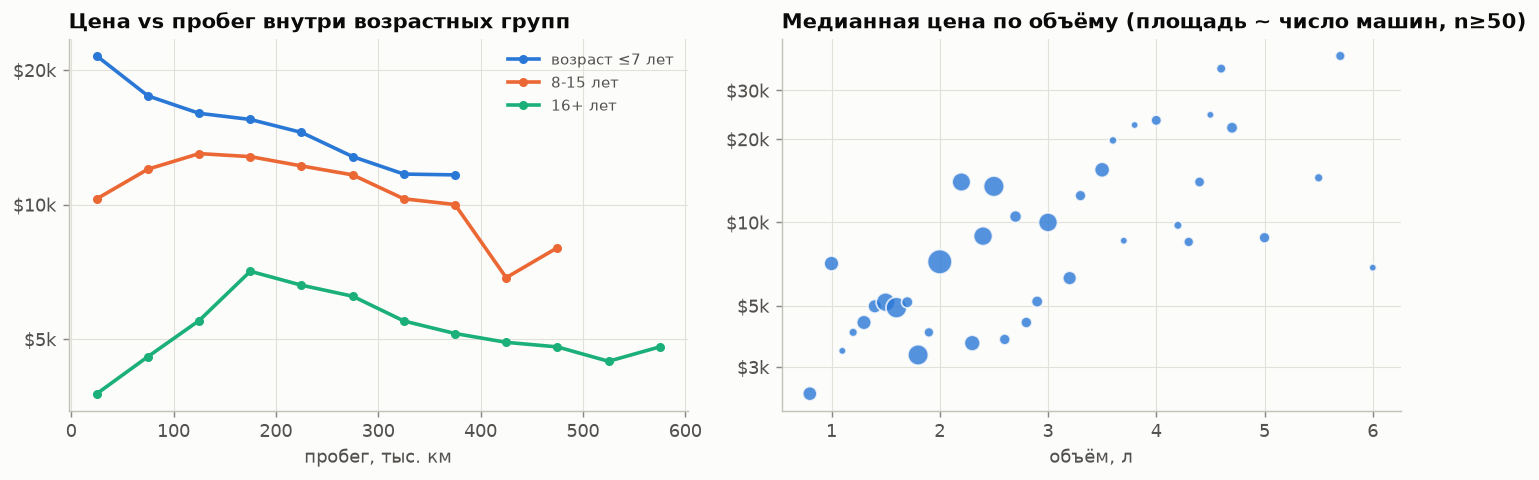 Цена vs пробег внутри возрастных групп
$20k
$10k
$5k
возраст ≤7 лет
8-15 лет
16+ лет
0 100 200 300 400 500 600
пробег, тыс. км
Медианная цена по объёму (площадь ~ число машин, n≥50)
$30k
$20k
$10k
$5k
$3k
1 2 3 4 5 6
объём, л